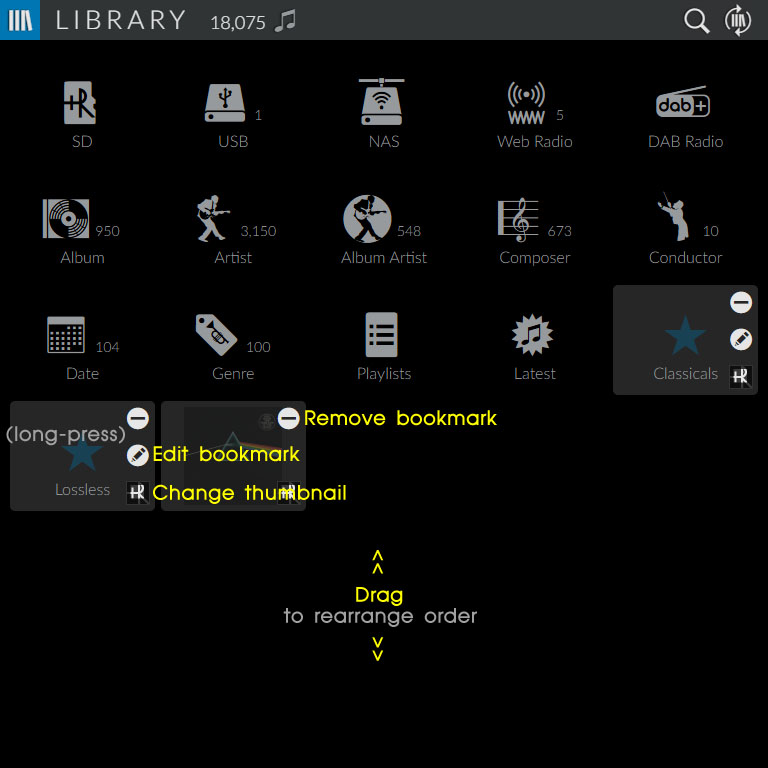 LIBRARY 18,075
+R
SD
USB 1
NAS
WWW 5
Web Radio
dab+
DAB Radio
Album 950
Artist 3,150
Album Artist 548
Composer 673
Conductor 10
Date 104
Genre 100
Playlists
Latest
Classicals
+R
(long-press)
Remove bookmark
Edit bookmark
Lossless
+R
Change thumbnail
^
^
Drag
to rearrange order
v
v